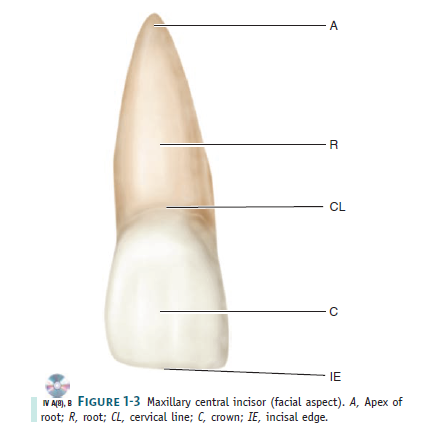 A
R
CL
C
IE
IV A(8), B FIGURE 1-3 Maxillary central incisor (facial aspect). A, Apex of
root; R, root; CL, cervical line; C, crown; IE, incisal edge.